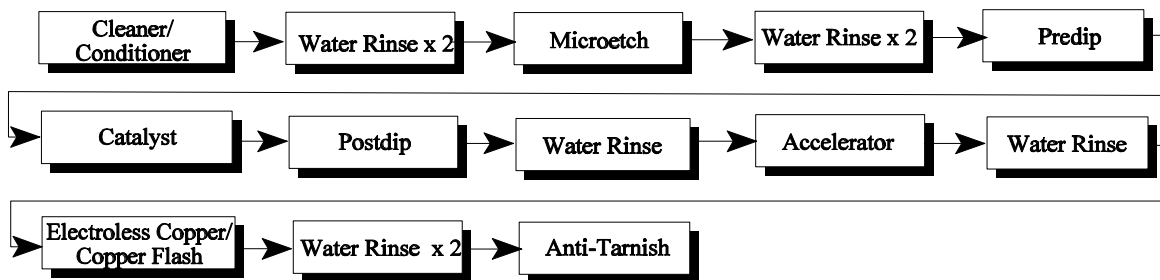 Cleaner/
Conditioner
Water Rinse x 2
Microetch
Water Rinse x 2
Predip
Catalyst
Postdip
Water Rinse
Accelerator
Water Rinse
Electroless Copper/
Copper Flash
Water Rinse x 2
Anti-Tarnish